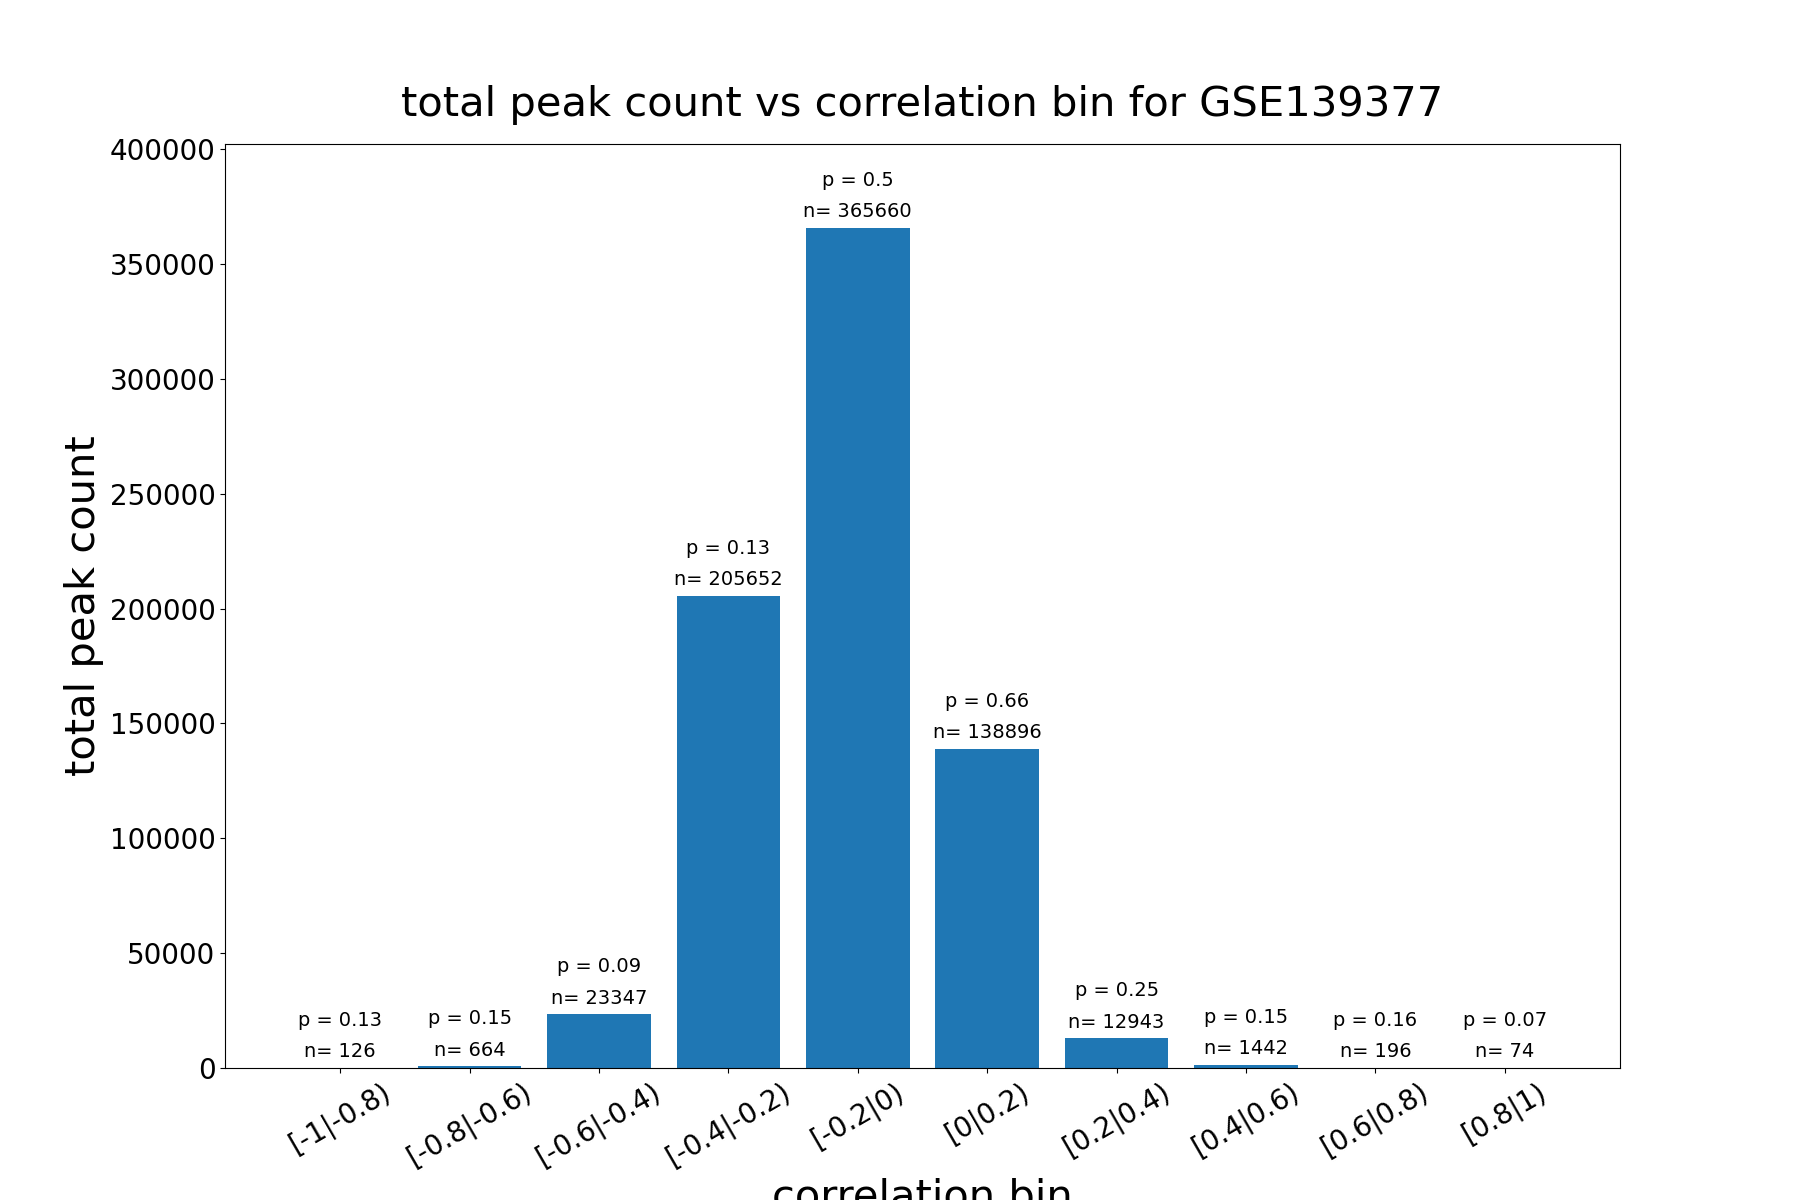 total peak count vs correlation bin for GSE139377
total peak count
400000
350000
300000
250000
200000
150000
100000
50000
0
p = 0.13
n= 126
p = 0.15
n= 664
p = 0.09
n= 23347
p = 0.13
n= 205652
p = 0.5
n= 365660
p = 0.66
n= 138896
p = 0.25
n= 12943
p = 0.15
n= 1442
p = 0.16
n= 196
p = 0.07
n= 74
[-1|-0.8)
[-0.8|-0.6)
[-0.6|-0.4)
[-0.4|-0.2)
[-0.2|0)
[0|0.2)
[0.2|0.4)
[0.4|0.6)
[0.6|0.8)
[0.8|1)
correlation bin